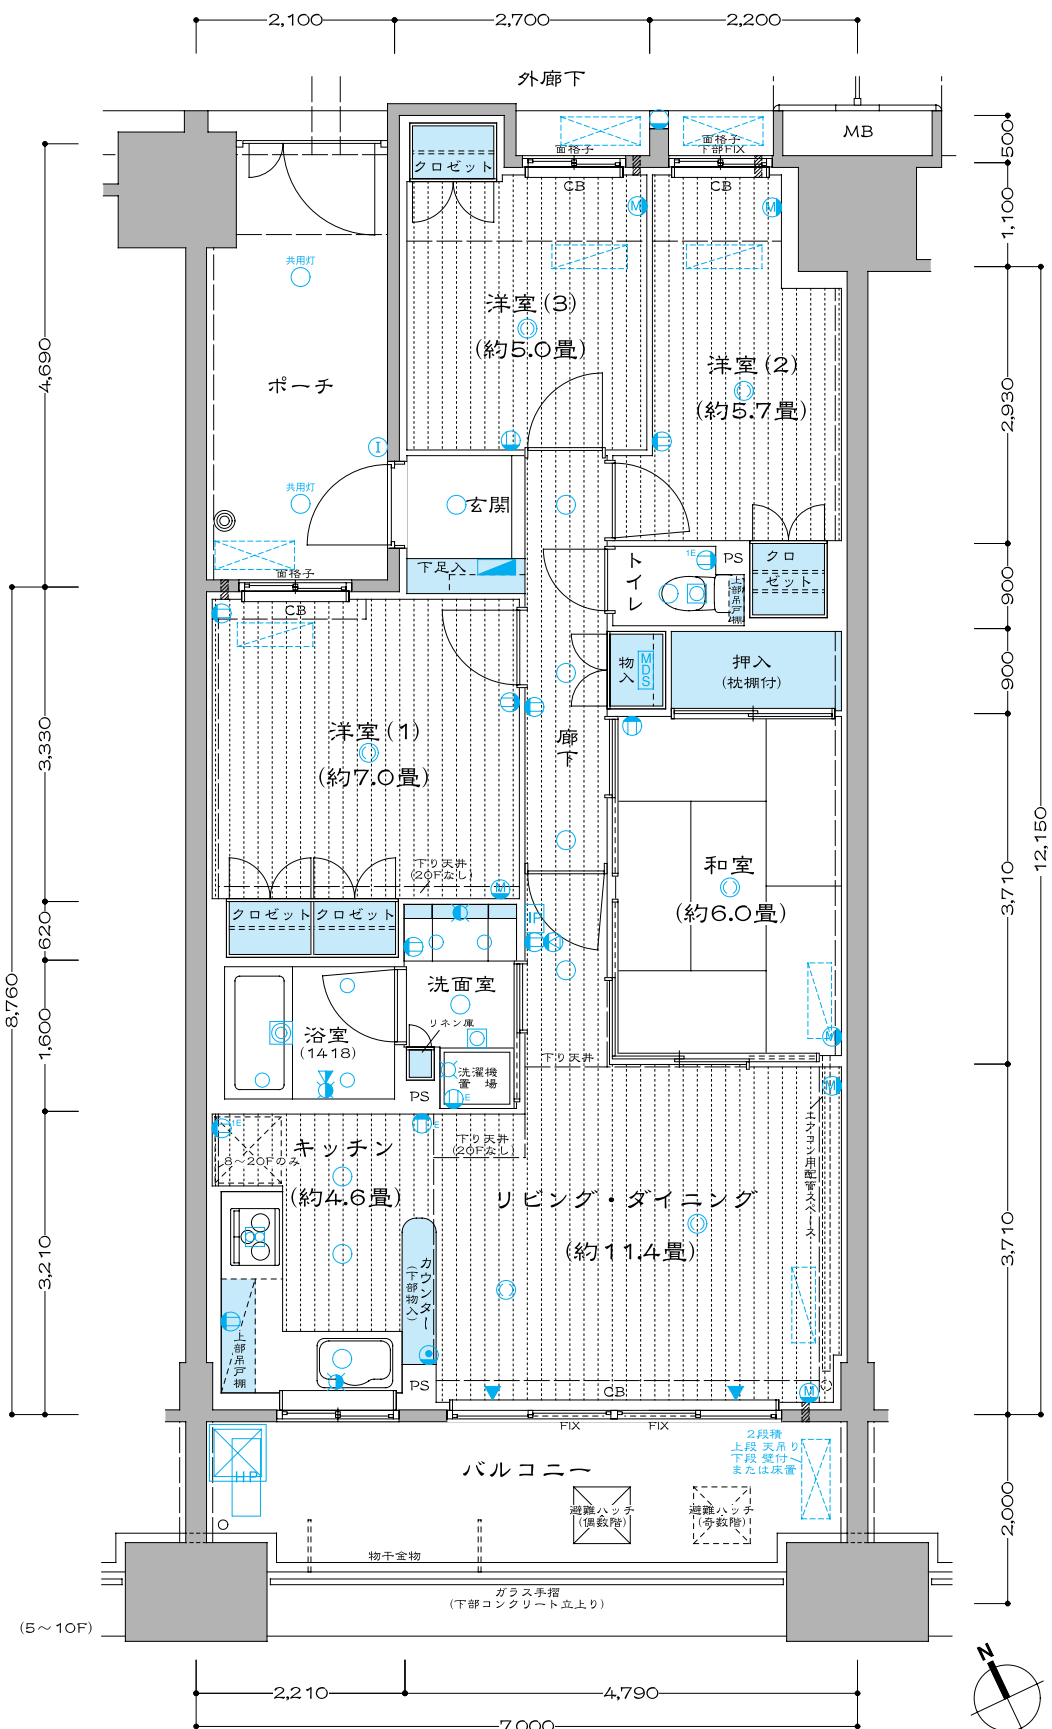 2,100
2,700
2,200
外廊下
MB
面格子
面格子
下部FIX
クロゼット
CB
CB
500
1,100
M
M
共用灯
洋室(3)
(約5.0畳)
洋室(2)
(約5.7畳)
4,690
ポーチ
2,930
I
共用灯
玄関
面格子
下足入
CB
トイレ
1E
PS
クロ
ゼット
上部吊戸棚
900
物入
MDS
押入
(枕棚付)
900
洋室(1)
(約7.0畳)
3,330
廊下
12,150
和室
(約6.0畳)
3,710
下り天井
(20Fなし)
M
クロゼット
クロゼット
IP
620
8,760
洗面室
リネン庫
浴室
(1418)
1,600
M
下り天井
洗濯機
置場
PS
E
M
1E
E
キッチン
(約4.6畳)
8~20Fのみ
下り天井
(20Fなし)
リビング・ダイニング
(約11.4畳)
エアコン用配管スペース
3,210
3,710
カウンター
(下部物入)
上部吊戸棚
PS
CB
M
FIX
FIX
HP
バルコニー
2段積
上段 天吊り
下段 壁付
または床置
避難ハッチ
(偶数階)
避難ハッチ
(奇数階)
2,000
物干金物
ガラス手摺
(下部コンクリート立上り)
(5~10F)
N
2,210
4,790
7,000